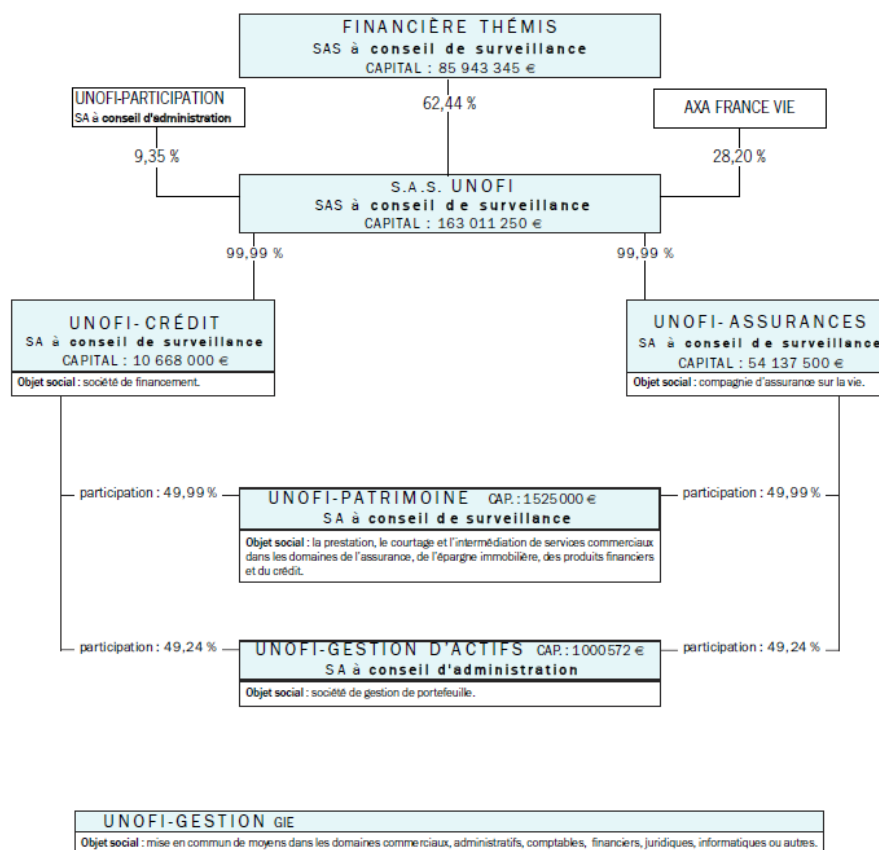 FINANCIÈRE THÉMIS
SAS à conseil de surveillance
CAPITAL : 85 943 345 €
UNOFI-PARTICIPATION
SA à conseil d'administration
62,44 %
AXA FRANCE VIE
9,35 %
28,20 %
S.A.S. UNOFI
SAS à conseil de surveillance
CAPITAL : 163 011 250 €
99,99 %
99,99 %
UNOFI-CRÉDIT
SA à conseil de surveillance
CAPITAL : 10 668 000 €
Objet social : société de financement.
UNOFI-ASSURANCES
SA à conseil de surveillance
CAPITAL : 54 137 500 €
Objet social : compagnie d'assurance sur la vie.
participation : 49,99 %
UNOFI-PATRIMOINE CAP. : 1 525 000 €
SA à conseil de surveillance
participation : 49,99 %
Objet social : la prestation, le courtage et l'intermédiation de services commerciaux
dans les domaines de l'assurance, de l'épargne immobilière, des produits financiers
et du crédit.
participation : 49,24 %
UNOFI-GESTION D'ACTIFS CAP. : 1 000 572 €
SA à conseil d'administration
participation : 49,24 %
Objet social : société de gestion de portefeuille.
UNOFI-GESTION GIE
Objet social : mise en commun de moyens dans les domaines commerciaux, administratifs, comptables, financiers, juridiques, informatiques ou autres.